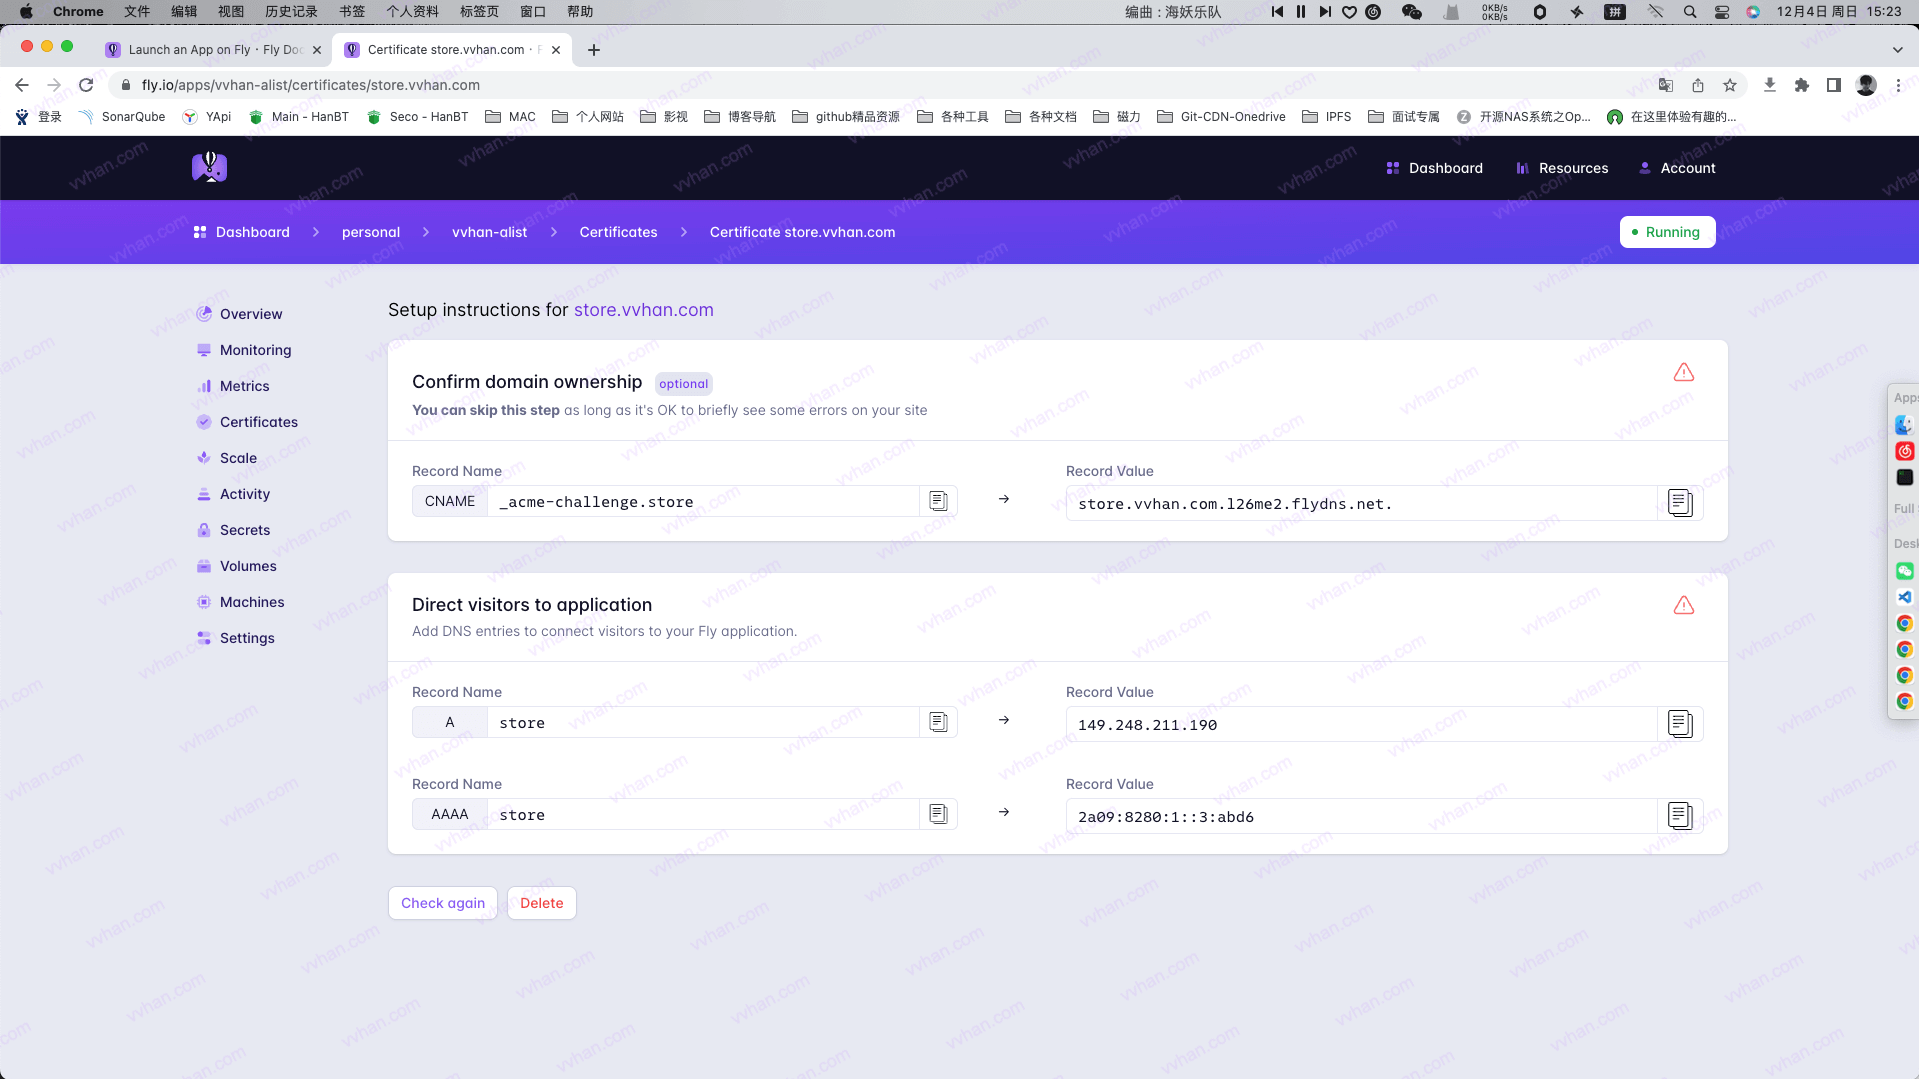 Chrome 文件 编辑 视图 历史记录 书签 个人资料 标签页 窗口 帮助 编曲 : 海妖乐队 0KB/s 0KB/s 拼 12月4日 周日 15:23
Launch an App on Fly · Fly Doc Certificate store.vvhan.com · F
fly.io/apps/vvhan-alist/certificates/store.vvhan.com
登录 SonarQube YApi Main - HanBT Seco - HanBT MAC 个人网站 影视 博客导航 github精品资源 各种工具 各种文档 磁力 Git-CDN-Onedrive IPFS 面试专属 开源NAS系统之Op... 在这里体验有趣的...
Dashboard Resources Account
Dashboard personal vvhan-alist Certificates Certificate store.vvhan.com Running
Overview
Monitoring
Metrics
Certificates
Scale
Activity
Secrets
Volumes
Machines
Settings
Setup instructions for store.vvhan.com
Confirm domain ownership optional
You can skip this step as long as it's OK to briefly see some errors on your site
Record Name Record Value
CNAME _acme-challenge.store → store.vvhan.com.l26me2.flydns.net.
Direct visitors to application
Add DNS entries to connect visitors to your Fly application.
Record Name Record Value
A store → 149.248.211.190
Record Name Record Value
AAAA store → 2a09:8280:1::3:abd6
Check again Delete
Apps
Full
Desk
vvhan.com